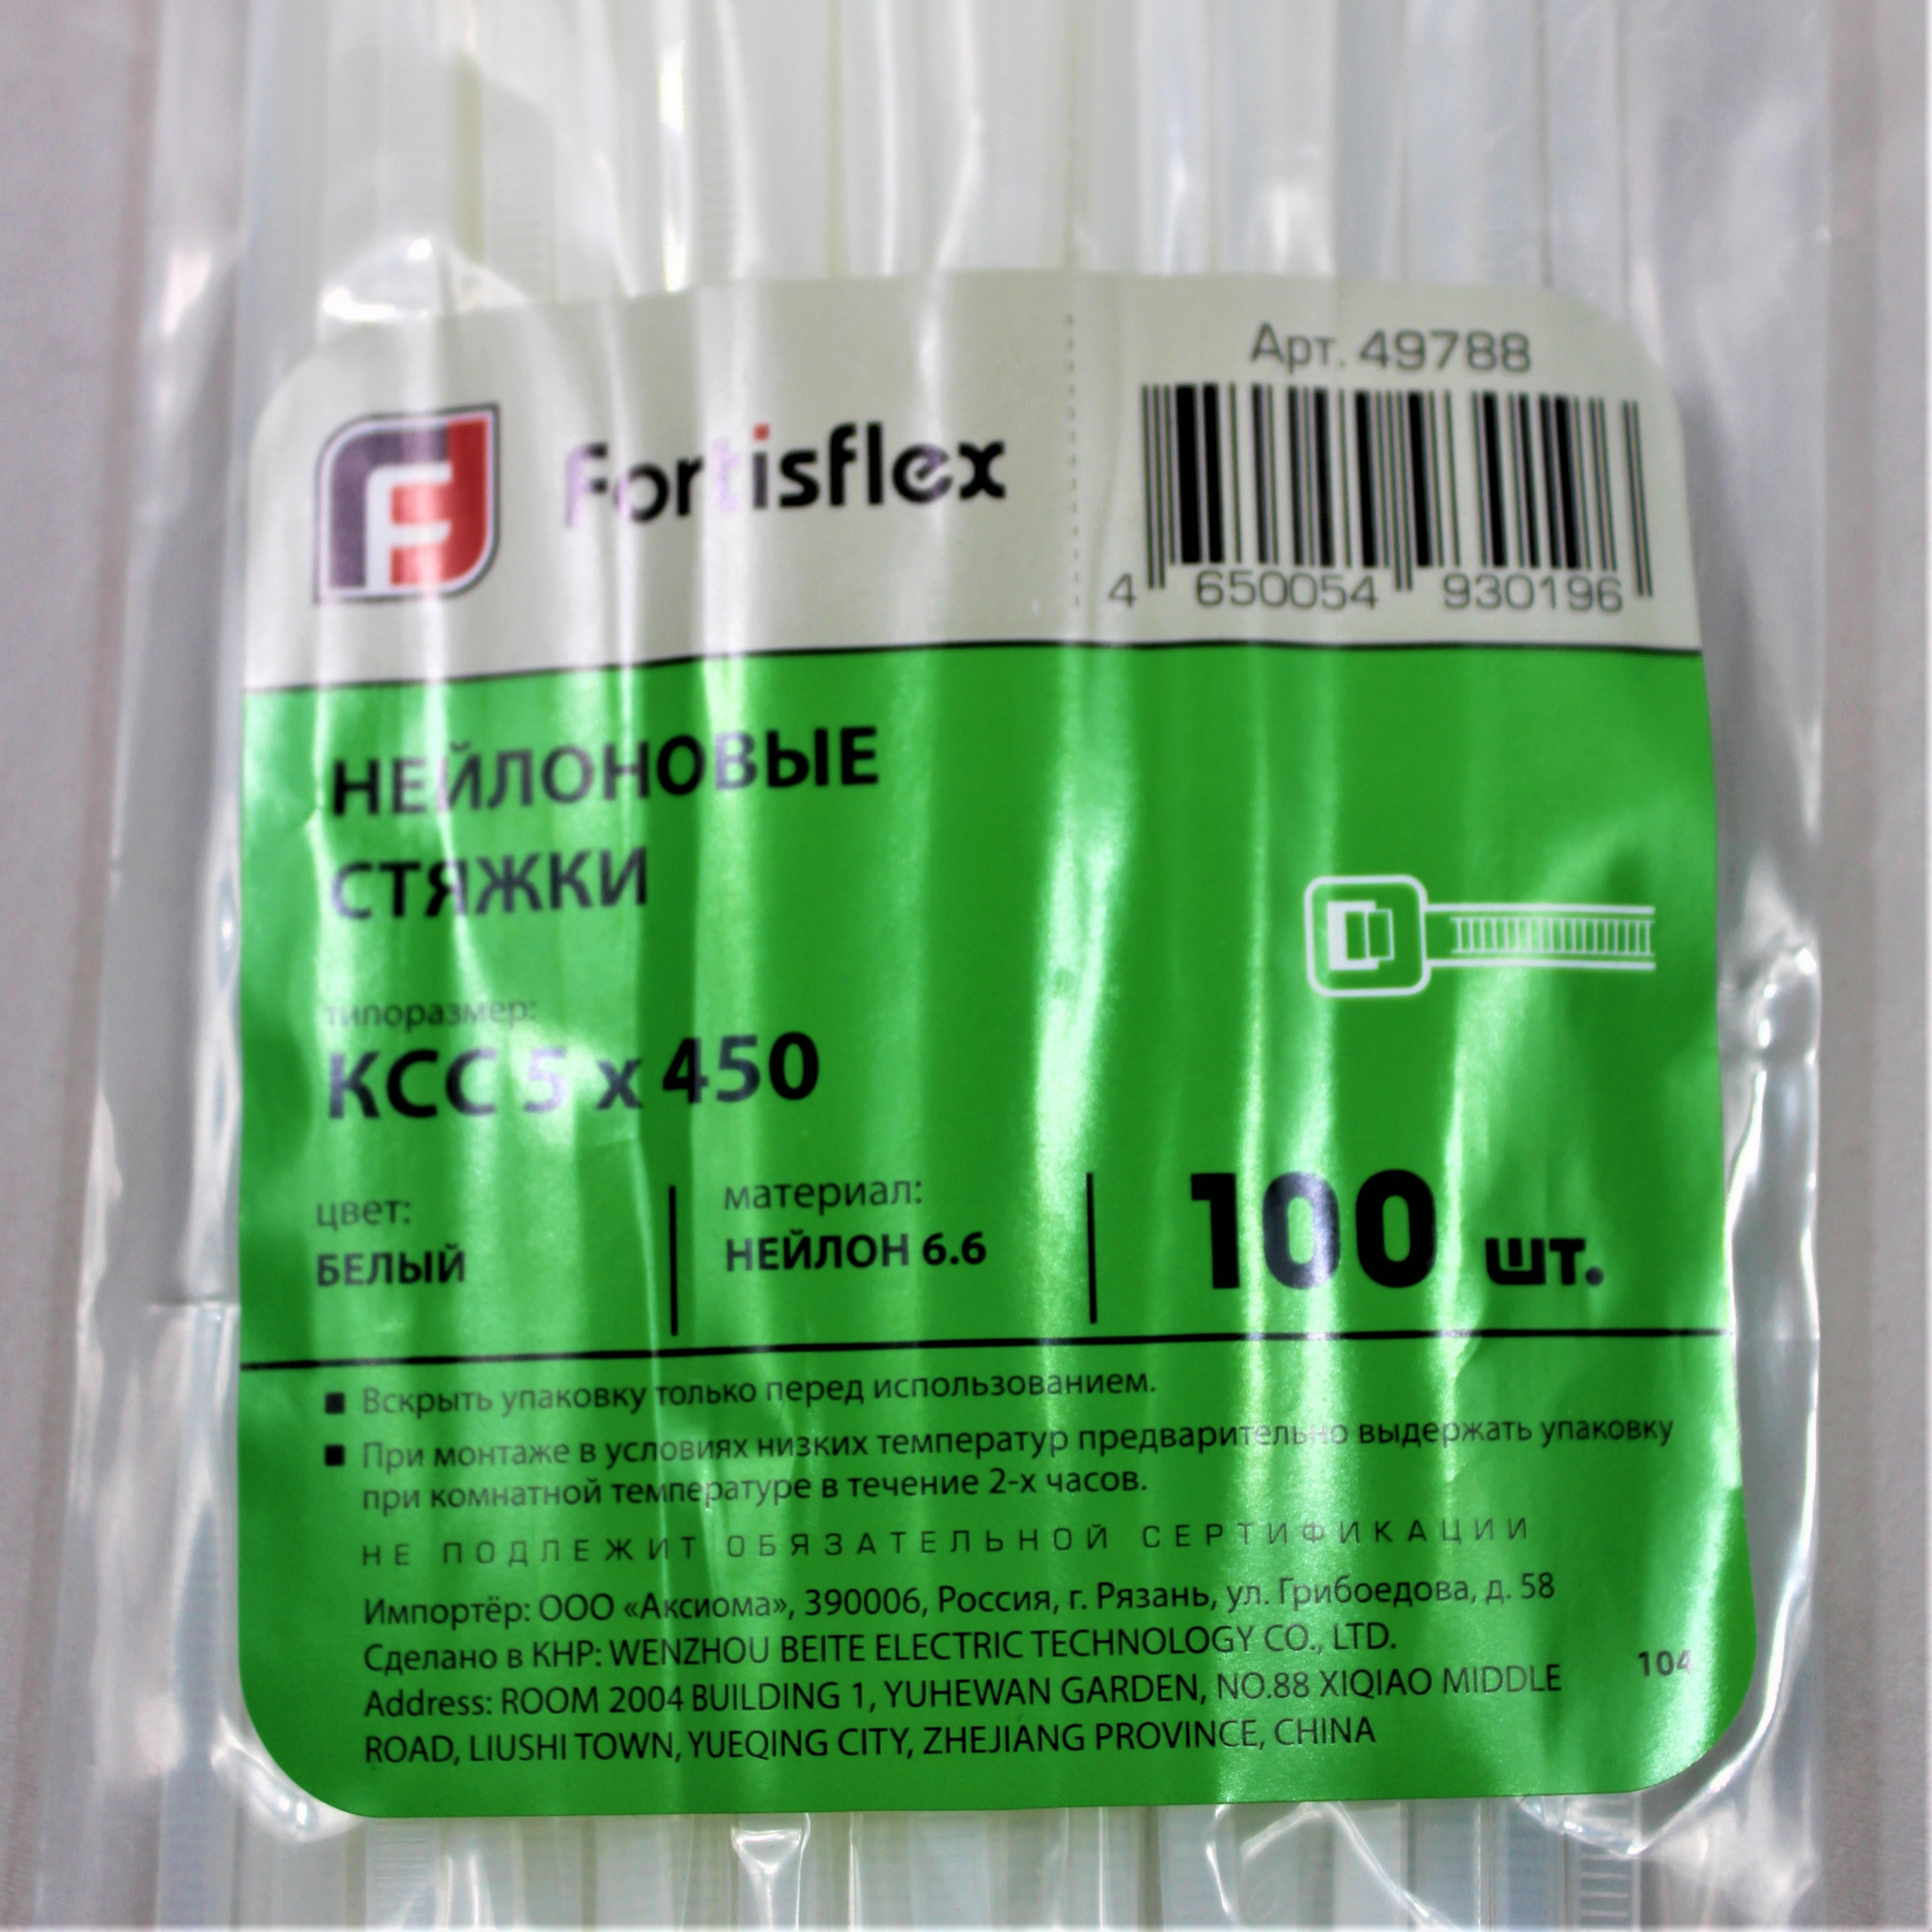 Fortisflex
Арт. 49788
4 650054 930196
НЕЙЛОНОВЫЕ
СТЯЖКИ
типоразмер:
КСС 5 x 450
цвет:
БЕЛЫЙ
материал:
НЕЙЛОН 6.6
100 шт.
Вскрыть упаковку только перед использованием.
При монтаже в условиях низких температур предварительно выдержать упаковку
при комнатной температуре в течение 2-х часов.
НЕ ПОДЛЕЖИТ ОБЯЗАТЕЛЬНОЙ СЕРТИФИКАЦИИ
Импортёр: ООО «Аксиома», 390006, Россия, г. Рязань, ул. Грибоедова, д. 58
Сделано в КНР: WENZHOU BEITE ELECTRIC TECHNOLOGY CO., LTD.
Address: ROOM 2004 BUILDING 1, YUHEWAN GARDEN, NO.88 XIQIAO MIDDLE
ROAD, LIUSHI TOWN, YUEQING CITY, ZHEJIANG PROVINCE, CHINA
104